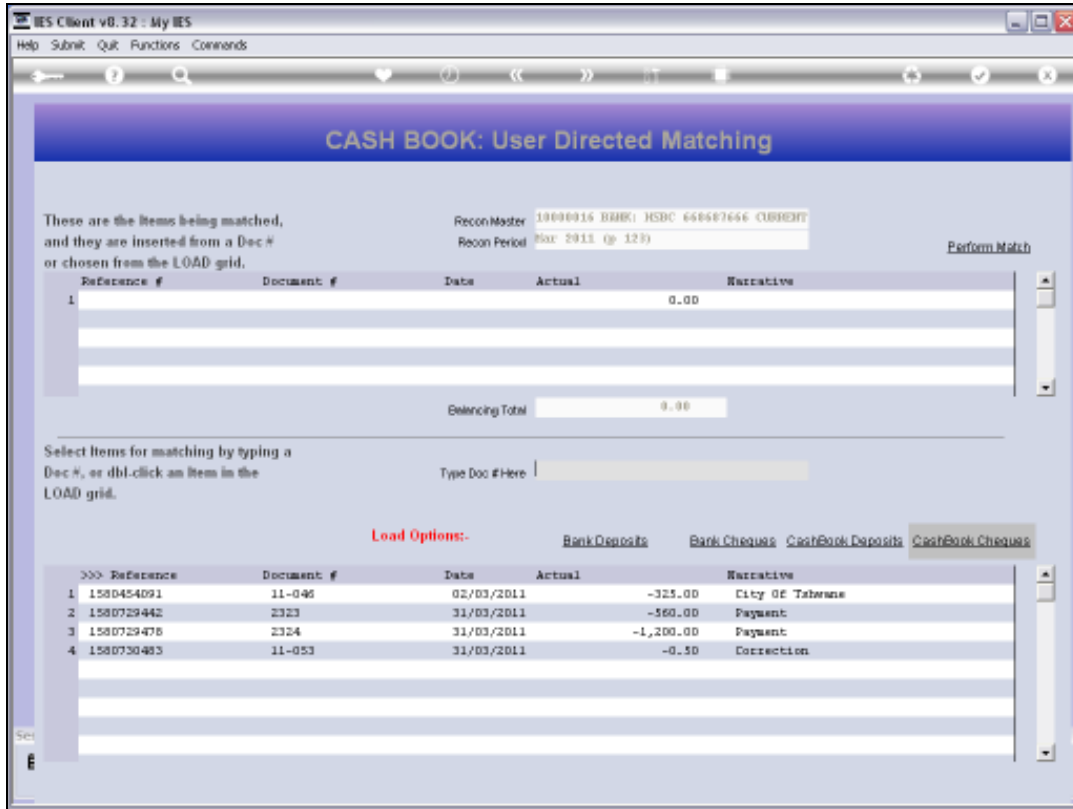 IES Client v8.32 : My IES
Help Submit Quit Functions Commands
CASH BOOK: User Directed Matching
These are the Items being matched,
and they are inserted from a Doc #
or chosen from the LOAD grid.
Recon Master 10000016 BANK: HSBC 668687666 CURRENT
Recon Period Mar 2011 (p 123)
Perform Match
Reference # Document # Date Actual Narrative
1 0.00
Balancing Total 0.00
Select Items for matching by typing a
Doc #, or dbl-click an Item in the
LOAD grid.
Type Doc # Here
Load Options:- Bank Deposits Bank Cheques CashBook Deposits CashBook Cheques
>>> Reference Document # Date Actual Narrative
1 1580454091 11-046 02/03/2011 -325.00 City Of Tshwane
2 1580729442 2323 31/03/2011 -560.00 Payment
3 1580729478 2324 31/03/2011 -1,200.00 Payment
4 1580730483 11-053 31/03/2011 -0.50 Correction